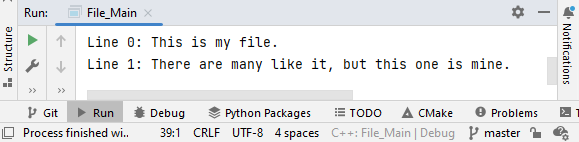 Run: File_Main
Structure
Line 0: This is my file.
Line 1: There are many like it, but this one is mine.
Notifications
Git Run Debug Python Packages TODO CMake Problems
Process finished wi.. 39:1 CRLF UTF-8 4 spaces C++: File_Main | Debug master